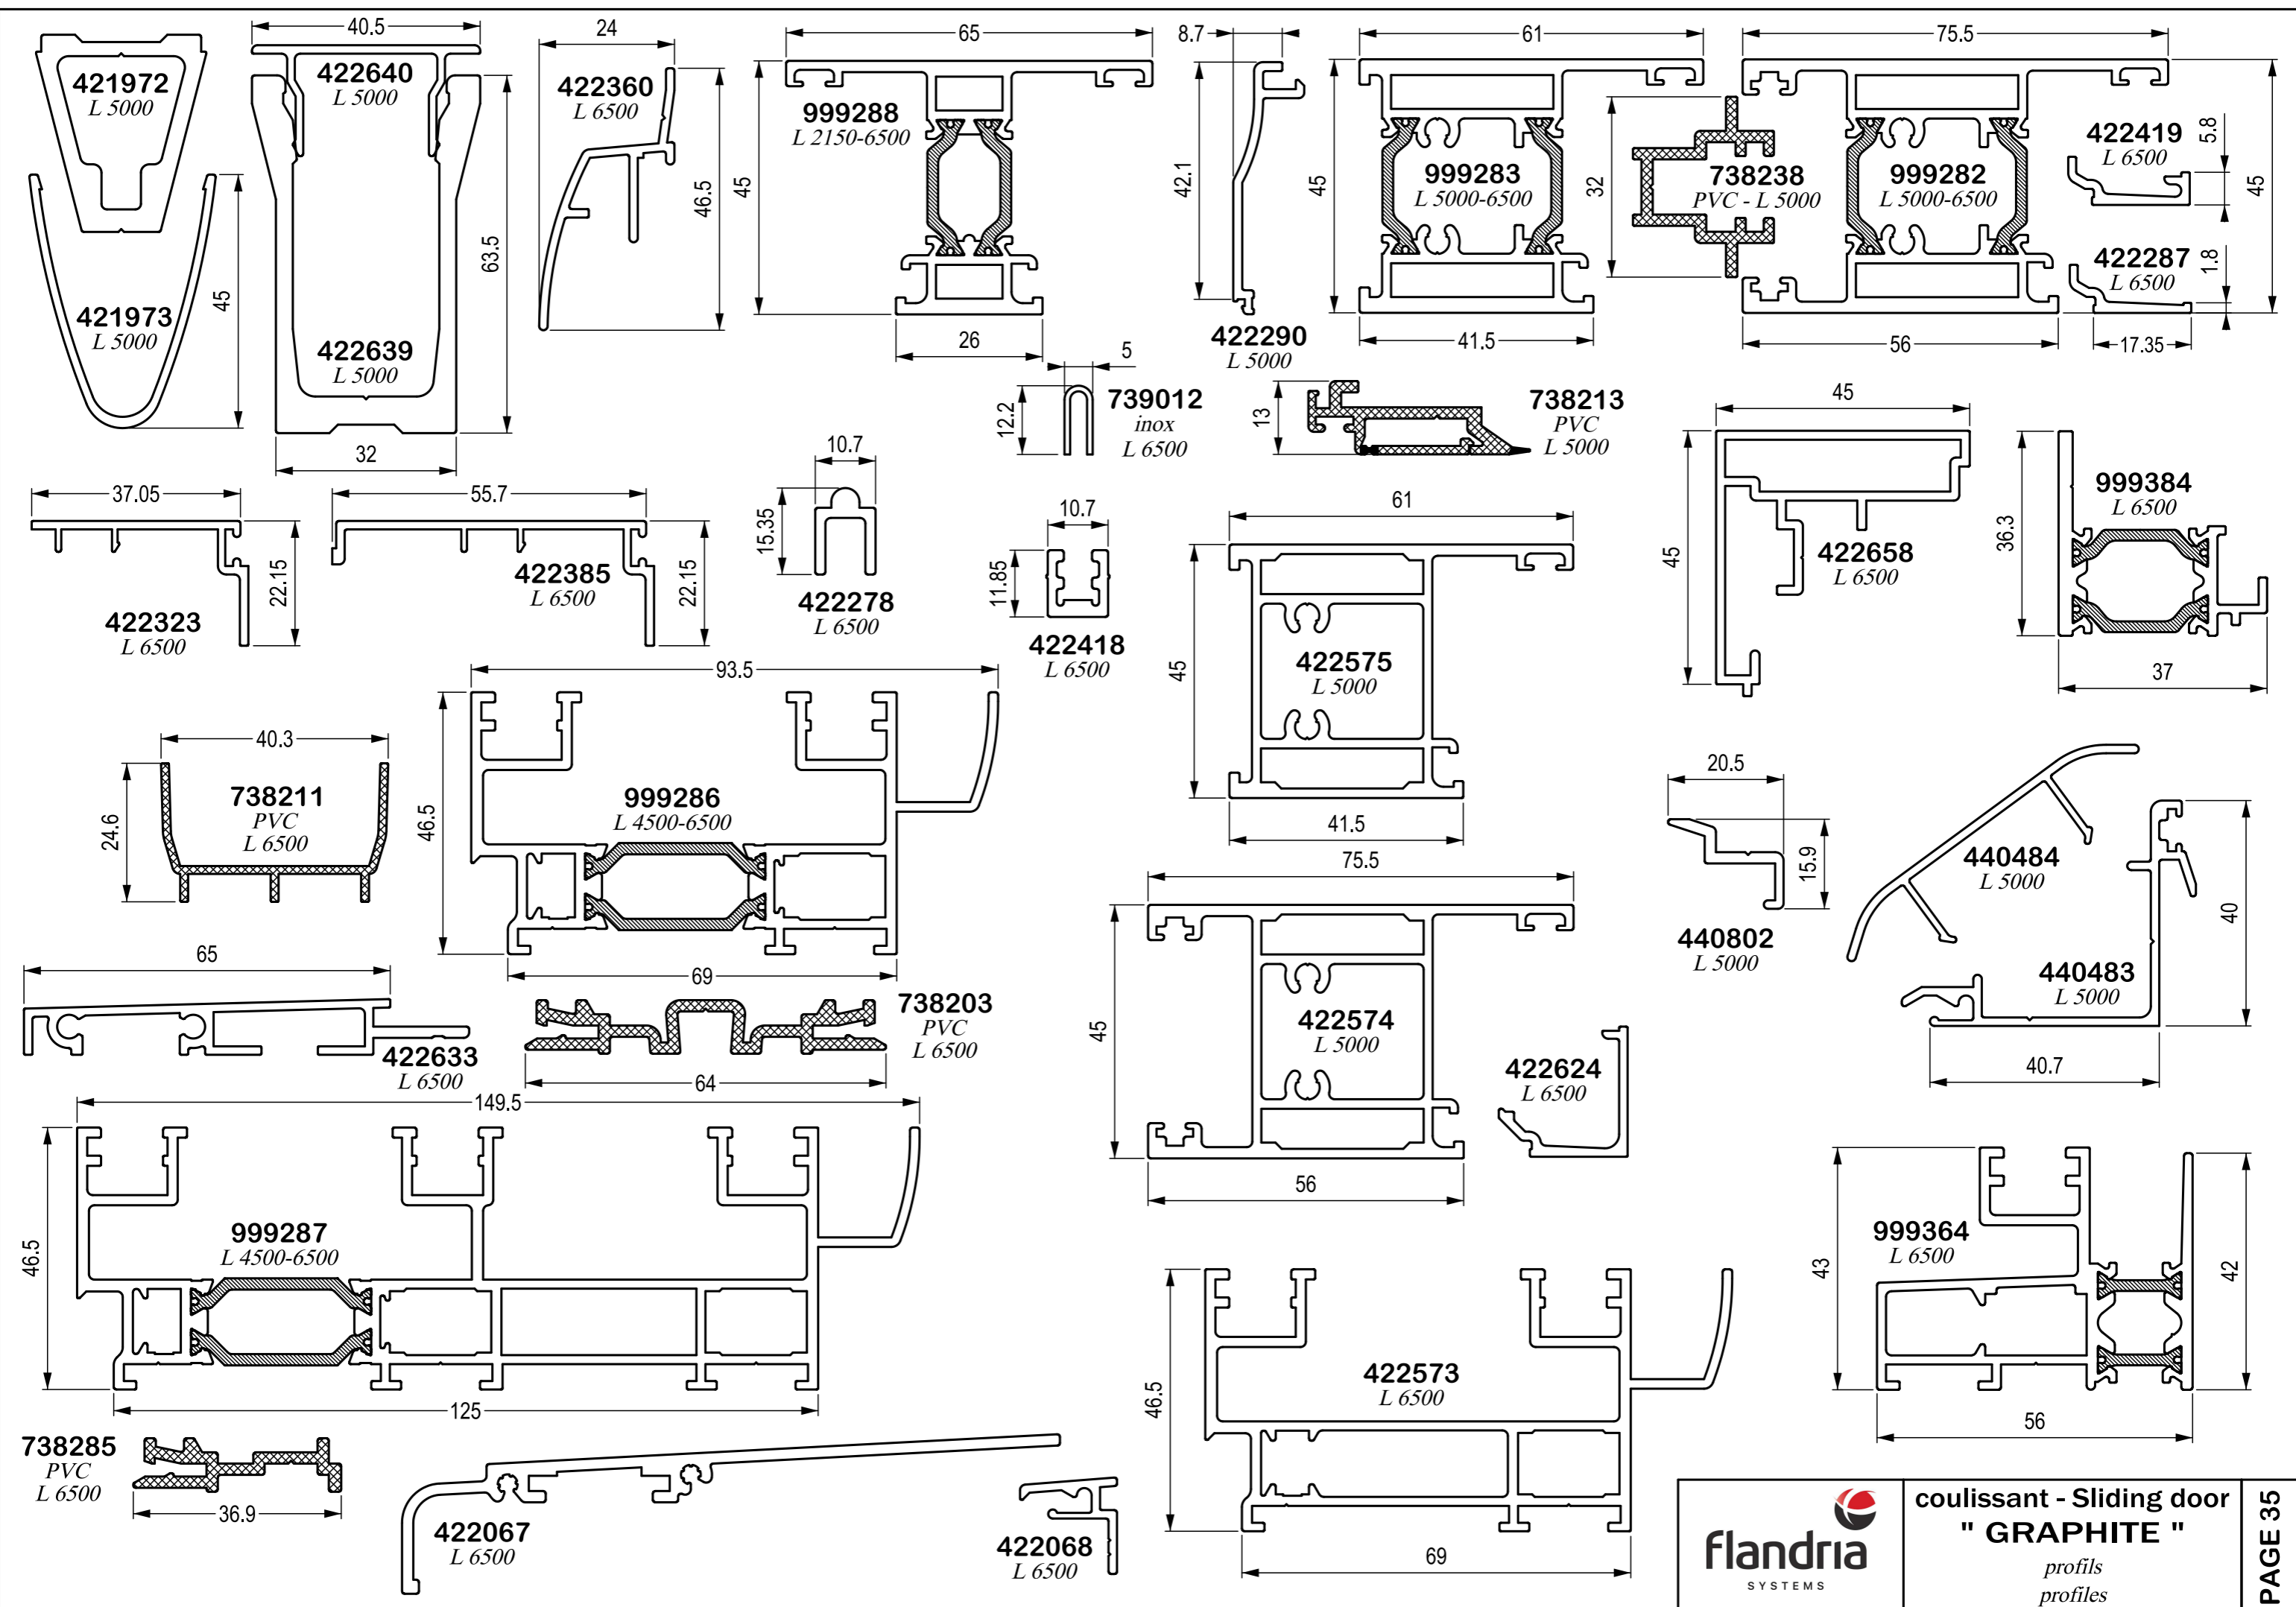 40.5
24
65
8.7
61
75.5
421972
L 5000
422640
L 5000
422360
L 6500
999288
L 2150-6500
45
46.5
42.1
45
32
999283
L 5000-6500
738238
PVC - L 5000
999282
L 5000-6500
422419
L 6500
5.8
45
422287
L 6500
1.8
17.35
421973
L 5000
45
63.5
422639
L 5000
32
26
422290
L 5000
41.5
56
5
12.2
739012
inox
L 6500
13
738213
PVC
L 5000
45
37.05
55.7
10.7
15.35
422323
L 6500
22.15
422385
L 6500
22.15
422278
L 6500
10.7
11.85
422418
L 6500
61
45
422575
L 5000
41.5
45
422658
L 6500
36.3
999384
L 6500
37
93.5
40.3
24.6
738211
PVC
L 6500
46.5
999286
L 4500-6500
69
20.5
15.9
440802
L 5000
440484
L 5000
440483
L 5000
40
40.7
75.5
45
422574
L 5000
56
422624
L 6500
65
422633
L 6500
738203
PVC
L 6500
64
149.5
46.5
999287
L 4500-6500
125
43
999364
L 6500
42
56
46.5
422573
L 6500
69
738285
PVC
L 6500
36.9
422067
L 6500
422068
L 6500
flandria
SYSTEMS
coulissant - Sliding door
" GRAPHITE "
profils
profiles
PAGE 35